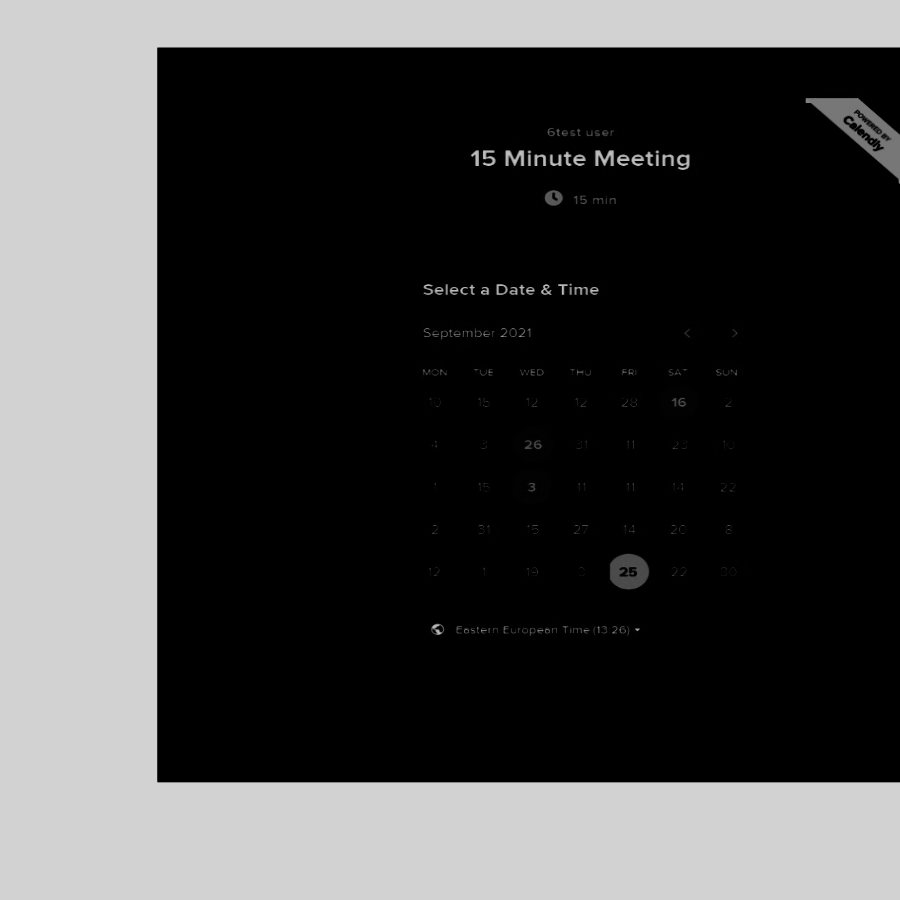 POWERED BY
Calendly
6test user
15 Minute Meeting
15 min
Select a Date & Time
September 2021 < >
MON TUE WED THU FRI SAT SUN
10 15 12 12 28 16 2
4 3 26 31 11 23 10
1 15 3 11 11 14 22
2 31 15 27 14 20 8
12 1 19 25 22 30
Eastern European Time (13:26)